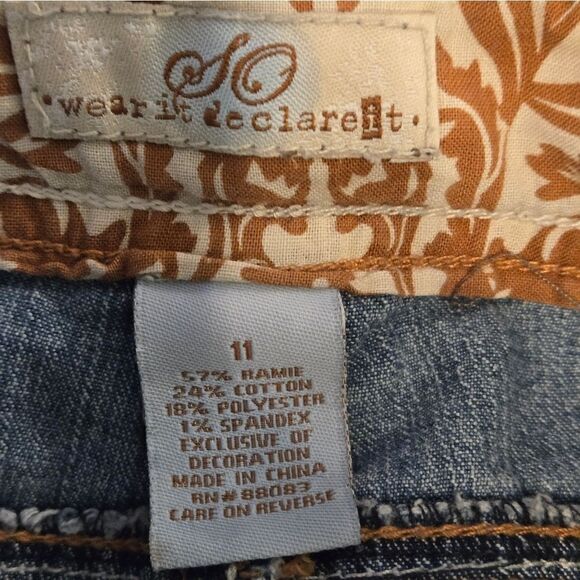 SO
·wear it declare it·
11
57% RAMIE
24% COTTON
18% POLYESTER
1% SPANDEX
EXCLUSIVE OF
DECORATION
MADE IN CHINA
RN# 88083
CARE ON REVERSE